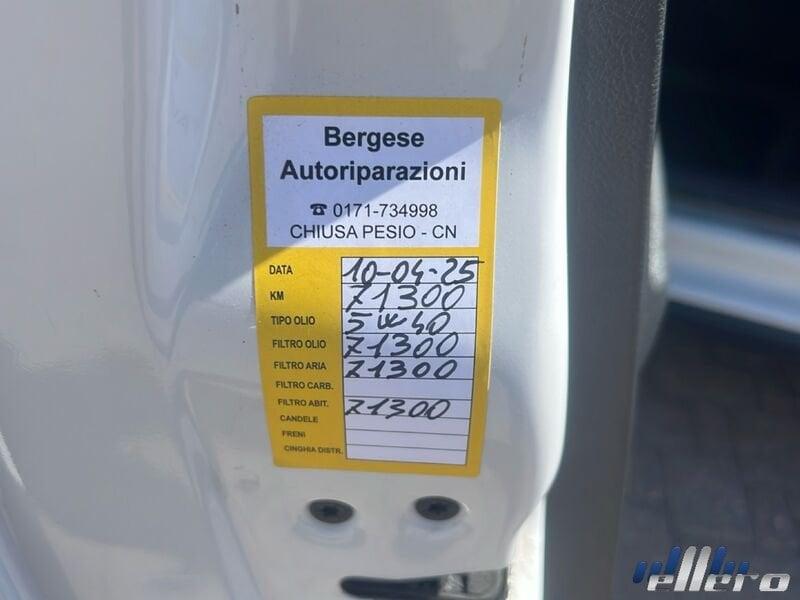 Bergese
Autoriparazioni
☎ 0171-734998
CHIUSA PESIO - CN
DATA 10-04-25
KM 71300
TIPO OLIO 5w40
FILTRO OLIO 71300
FILTRO ARIA 71300
FILTRO CARB.
FILTRO ABIT. 71300
CANDELE
FRENI
CINGHIA DISTR.
ellero